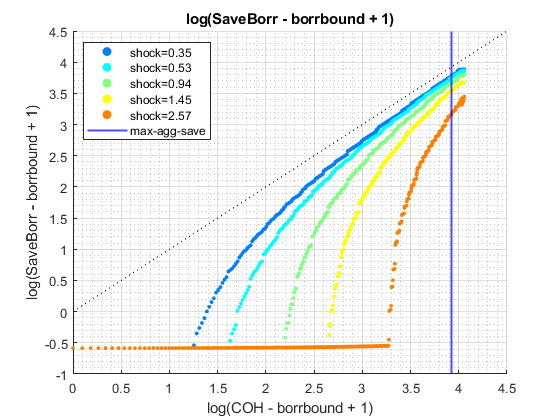 log(SaveBorr - borrbound + 1)
4.5
4
3.5
3
2.5
2
1.5
1
0.5
0
-0.5
-1
log(SaveBorr - borrbound + 1)
shock=0.35
shock=0.53
shock=0.94
shock=1.45
shock=2.57
max-agg-save
0 0.5 1 1.5 2 2.5 3 3.5 4 4.5
log(COH - borrbound + 1)